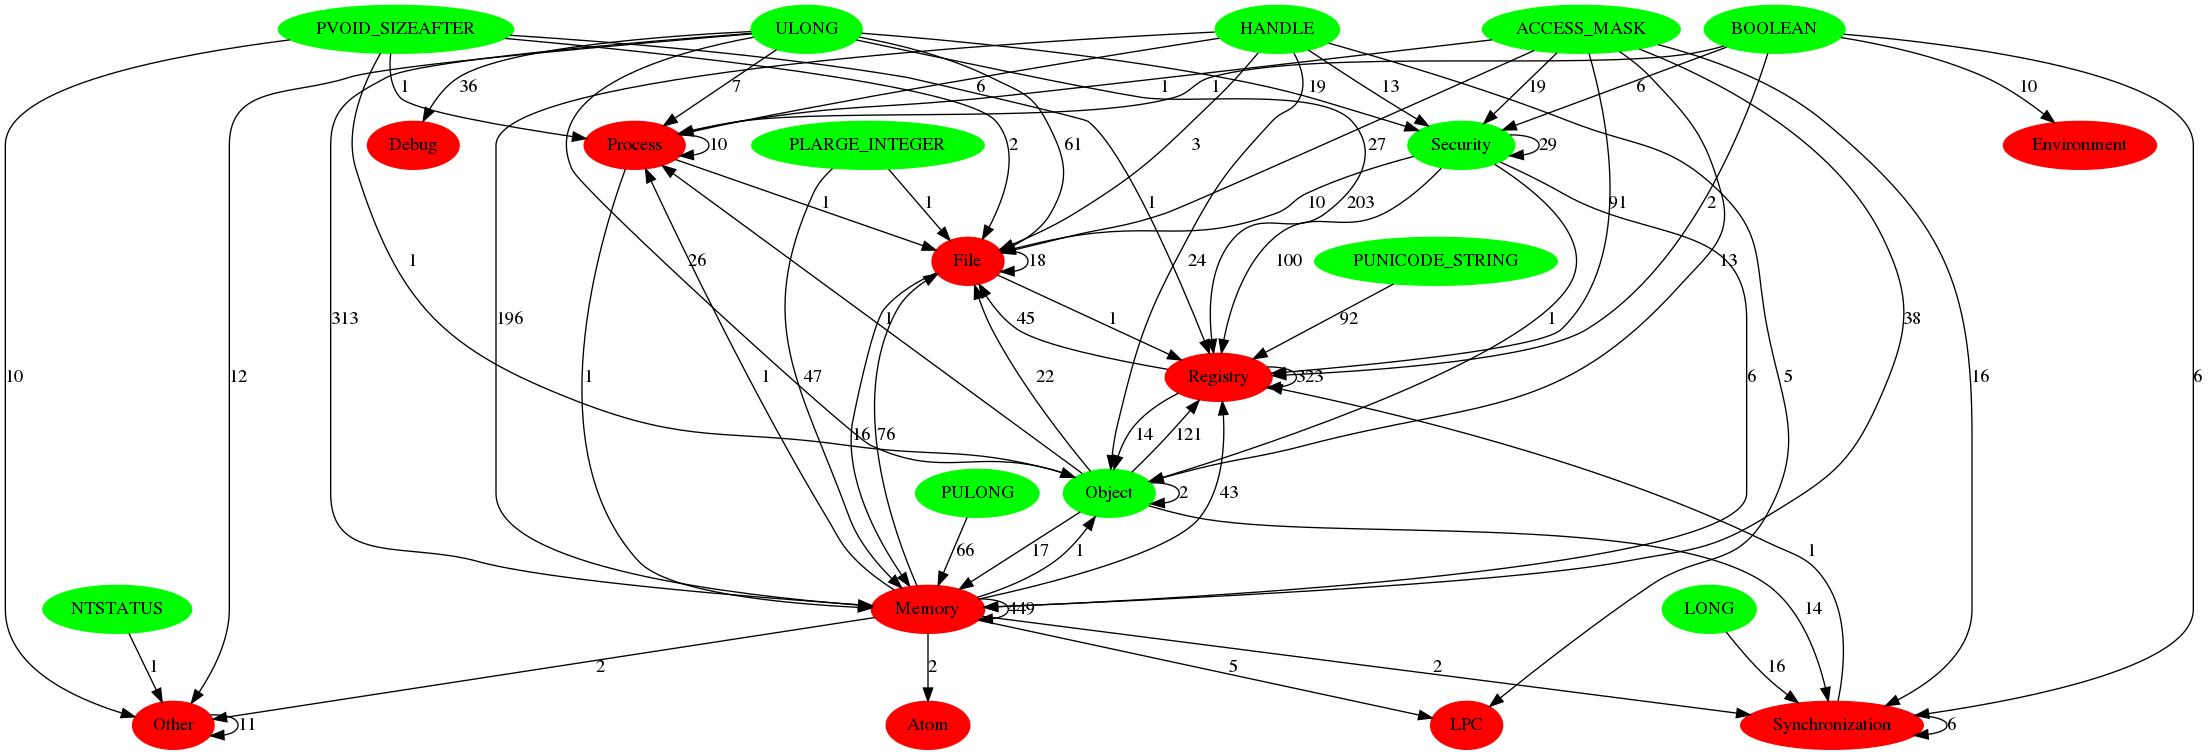 PVOID_SIZEAFTER ULONG HANDLE ACCESS_MASK BOOLEAN
1 36 7 6 1 1 19 13 19 6 10
Debug Process PLARGE_INTEGER Security Environment
10 2 61 3 27 29
1 1 1 10 203 91 2
1 26 File 18 24 100 PUNICODE_STRING 13
313 196 1 45 1 92 38
10 12 1 1 47 22 Registry 323 6 5 16 6
16 76 14 121
PULONG Object 2
43
66 17 1 1
NTSTATUS Memory 449 LONG 14
1 2 2 5 2 16
Other 11 Atom LPC Synchronization 6